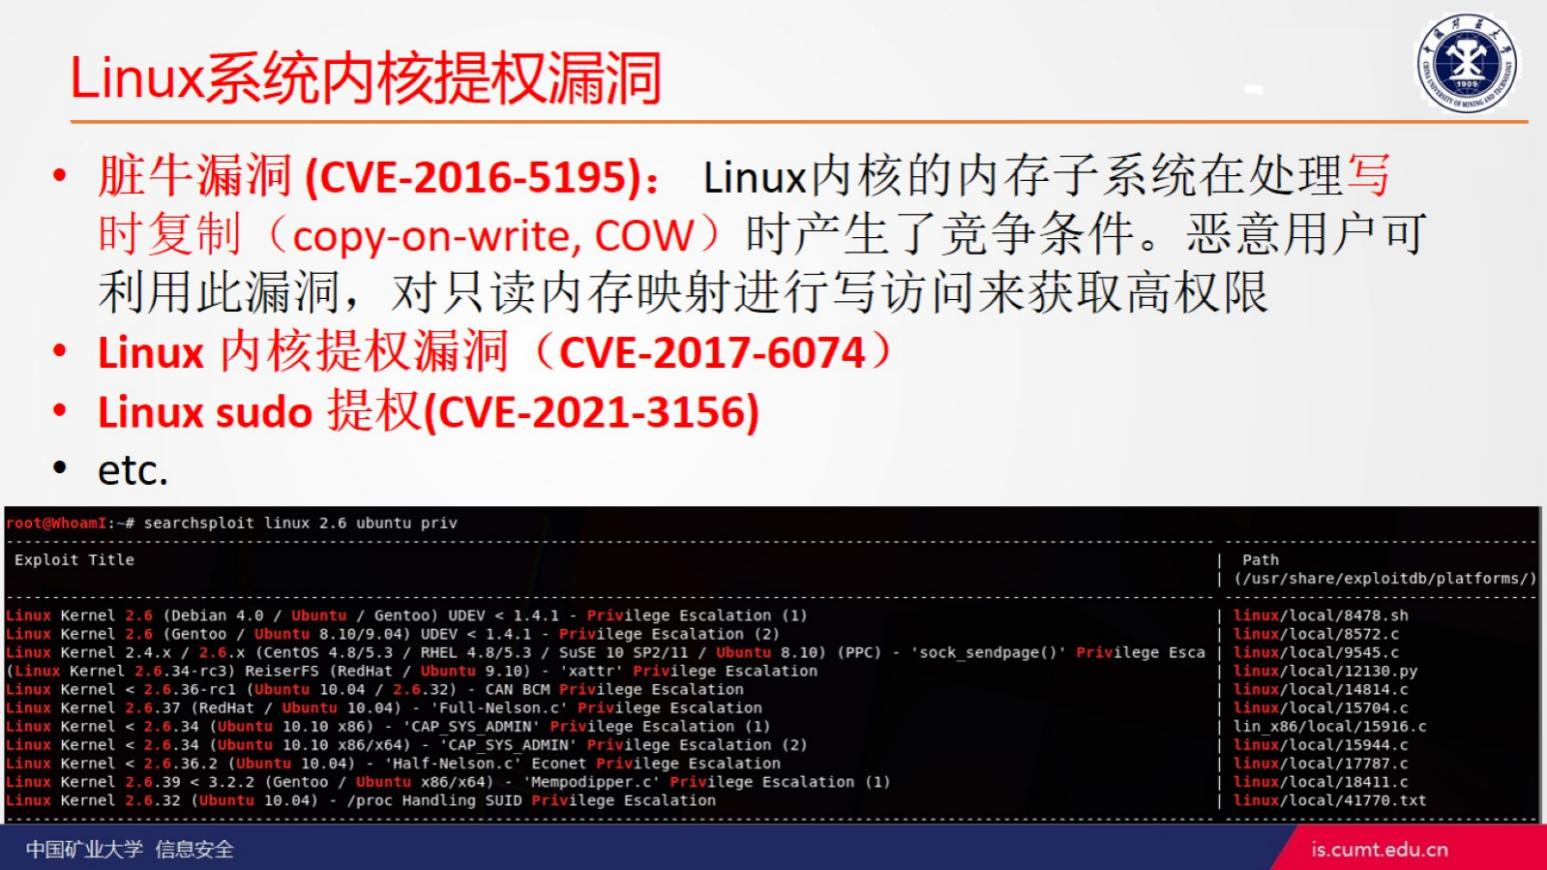 Linux系统内核提权漏洞
中国矿业大学
CHINA UNIVERSITY OF MINING AND TECHNOLOGY
1909
• 脏牛漏洞 (CVE-2016-5195)： Linux内核的内存子系统在处理写
时复制（copy-on-write, COW）时产生了竞争条件。恶意用户可
利用此漏洞，对只读内存映射进行写访问来获取高权限
• Linux 内核提权漏洞（CVE-2017-6074）
• Linux sudo 提权(CVE-2021-3156)
• etc.
root@WhoamI:~# searchsploit linux 2.6 ubuntu priv
Exploit Title | Path
| (/usr/share/exploitdb/platforms/)
Linux Kernel 2.6 (Debian 4.0 / Ubuntu / Gentoo) UDEV < 1.4.1 - Privilege Escalation (1) | linux/local/8478.sh
Linux Kernel 2.6 (Gentoo / Ubuntu 8.10/9.04) UDEV < 1.4.1 - Privilege Escalation (2) | linux/local/8572.c
Linux Kernel 2.4.x / 2.6.x (CentOS 4.8/5.3 / RHEL 4.8/5.3 / SuSE 10 SP2/11 / Ubuntu 8.10) (PPC) - 'sock_sendpage()' Privilege Esca | linux/local/9545.c
(Linux Kernel 2.6.34-rc3) ReiserFS (RedHat / Ubuntu 9.10) - 'xattr' Privilege Escalation | linux/local/12130.py
Linux Kernel < 2.6.36-rc1 (Ubuntu 10.04 / 2.6.32) - CAN BCM Privilege Escalation | linux/local/14814.c
Linux Kernel 2.6.37 (RedHat / Ubuntu 10.04) - 'Full-Nelson.c' Privilege Escalation | linux/local/15704.c
Linux Kernel < 2.6.34 (Ubuntu 10.10 x86) - 'CAP_SYS_ADMIN' Privilege Escalation (1) | lin_x86/local/15916.c
Linux Kernel < 2.6.34 (Ubuntu 10.10 x86/x64) - 'CAP_SYS_ADMIN' Privilege Escalation (2) | linux/local/15944.c
Linux Kernel < 2.6.36.2 (Ubuntu 10.04) - 'Half-Nelson.c' Econet Privilege Escalation | linux/local/17787.c
Linux Kernel 2.6.39 < 3.2.2 (Gentoo / Ubuntu x86/x64) - 'Mempodipper.c' Privilege Escalation (1) | linux/local/18411.c
Linux Kernel 2.6.32 (Ubuntu 10.04) - /proc Handling SUID Privilege Escalation | linux/local/41770.txt
中国矿业大学 信息安全
is.cumt.edu.cn